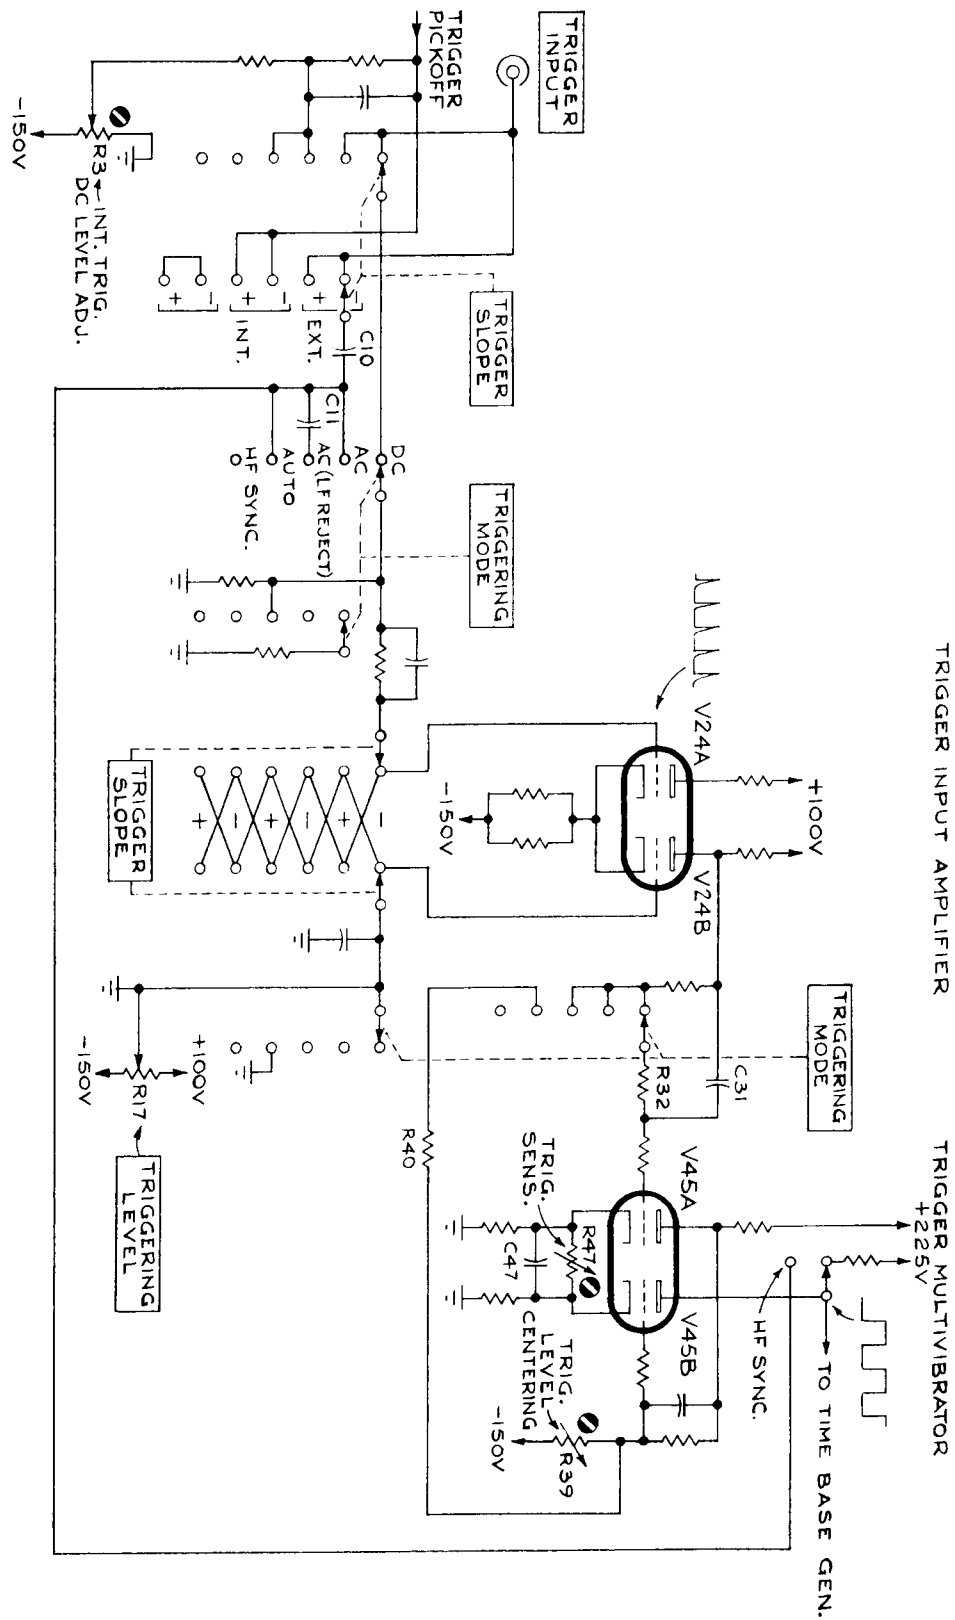 TRIGGER INPUT AMPLIFIER
TRIGGER MULTIVIBRATOR
+225V
TRIGGER
INPUT
TRIGGER
PICKOFF
-150V
R3
INT. TRIG.
DC LEVEL ADJ.
-
+
EXT.
-
+
INT.
-
+
TRIGGER
SLOPE
C10
C11
DC
AC
AC (LF REJECT)
AUTO
HF SYNC.
TRIGGERING
MODE
V24A
V24B
+100V
-150V
-
+
-
+
-
+
TRIGGER
SLOPE
+100V
-150V
R17
TRIGGERING
LEVEL
TRIGGERING
MODE
C31
R32
R40
V45A
V45B
TRIG.
SENS.
R47
C47
TRIG.
LEVEL
CENTERING
R39
-150V
HF SYNC.
TO TIME BASE GEN.